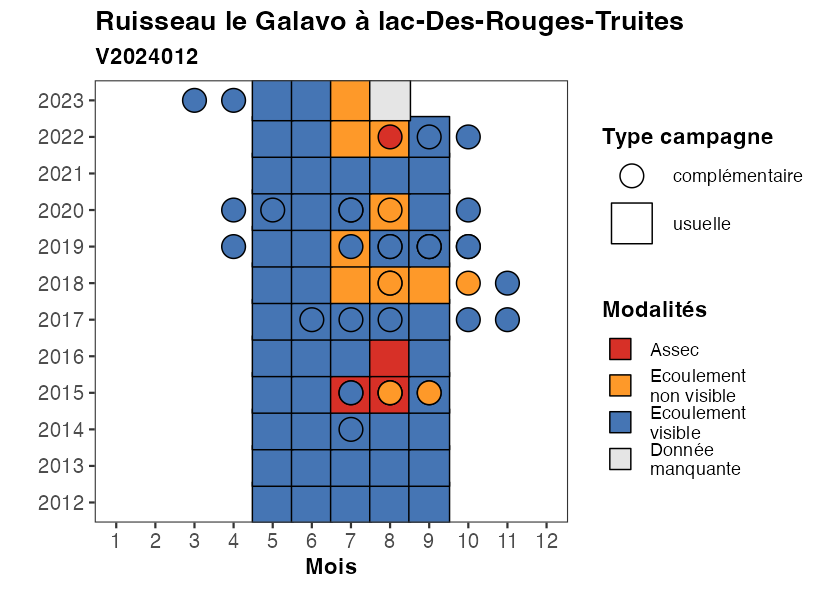 Ruisseau le Galavo à lac-Des-Rouges-Truites
V2024012
2023
2022
2021
2020
2019
2018
2017
2016
2015
2014
2013
2012
1 2 3 4 5 6 7 8 9 10 11 12
Mois
Type campagne
complémentaire
usuelle
Modalités
Assec
Ecoulement
non visible
Ecoulement
visible
Donnée
manquante